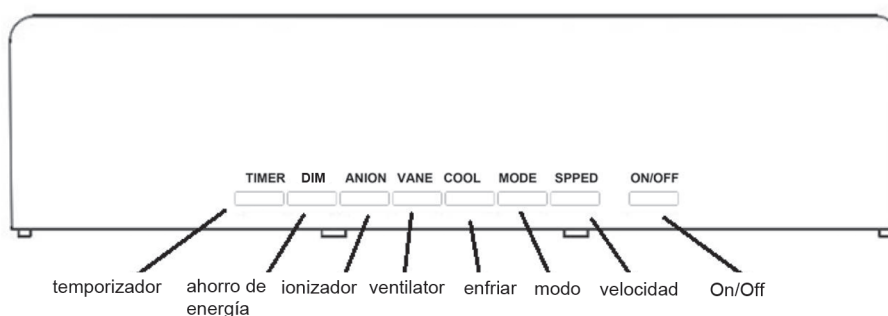 TIMER DIM ANION VANE COOL MODE SPPED ON/OFF
temporizador ahorro de energía ionizador ventilator enfriar modo velocidad On/Off